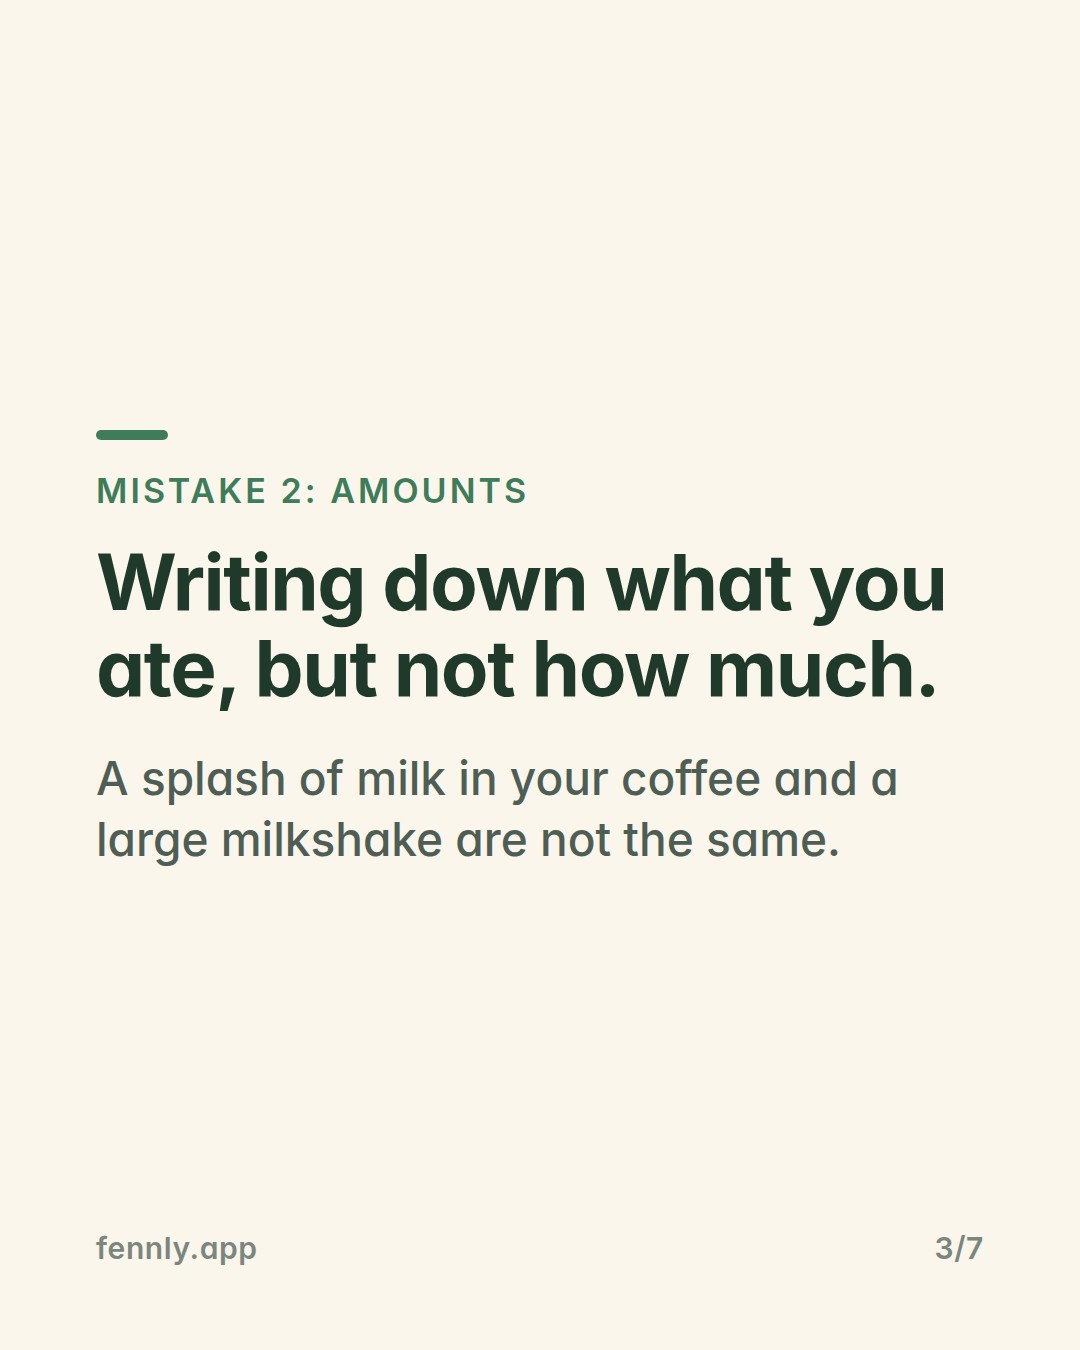 MISTAKE 2: AMOUNTS
Writing down what you
ate, but not how much.
A splash of milk in your coffee and a
large milkshake are not the same.
fennly.app
3/7